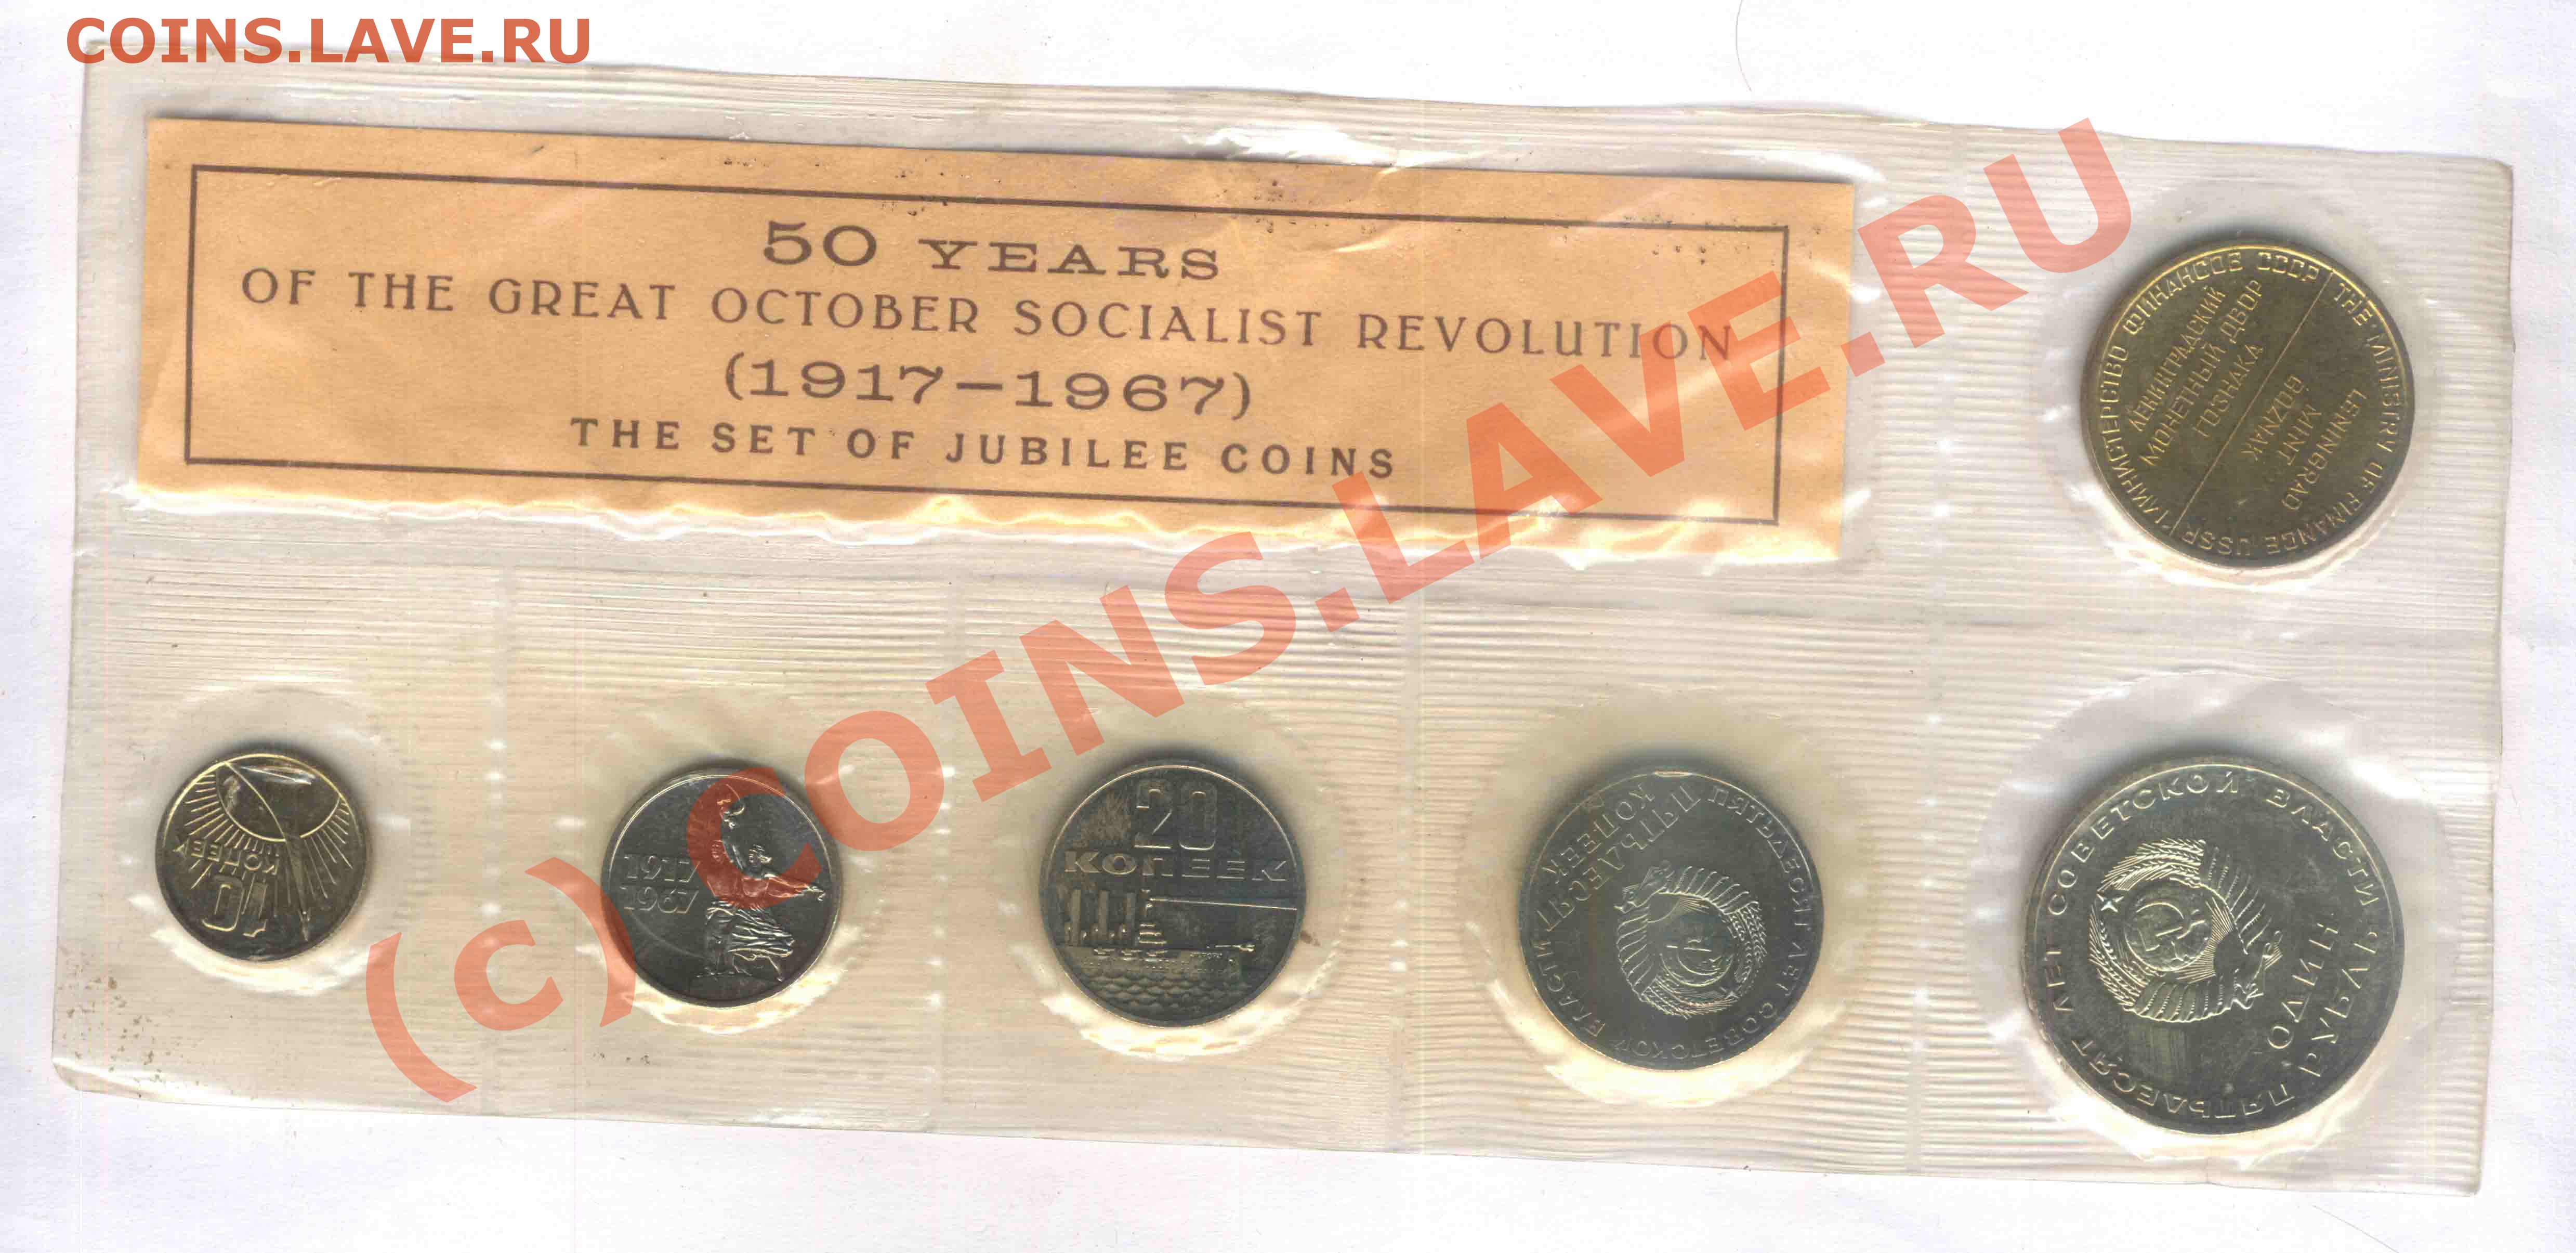 COINS.LAVE.RU
50 YEARS
OF THE GREAT OCTOBER SOCIALIST REVOLUTION
(1917—1967)
THE SET OF JUBILEE COINS
МИНИСТЕРСТВО ФИНАНСОВ СССР
THE MINISTRY OF FINANCE USSR
ЛЕНИНГРАДСКИЙ
МОНЕТНЫЙ ДВОР
ГОЗНАКА
LENINGRAD
MINT
GOZNAK
(c) COINS.LAVE.RU
10
КОПЕЕК
1917
1967
20
КОПЕЕК
ПЯТЬДЕСЯТ ЛЕТ СОВЕТСКОЙ ВЛАСТИ
ПЯТЬДЕСЯТ
КОПЕЕК
ПЯТЬДЕСЯТ ЛЕТ СОВЕТСКОЙ ВЛАСТИ
ОДИН
РУБЛЬ